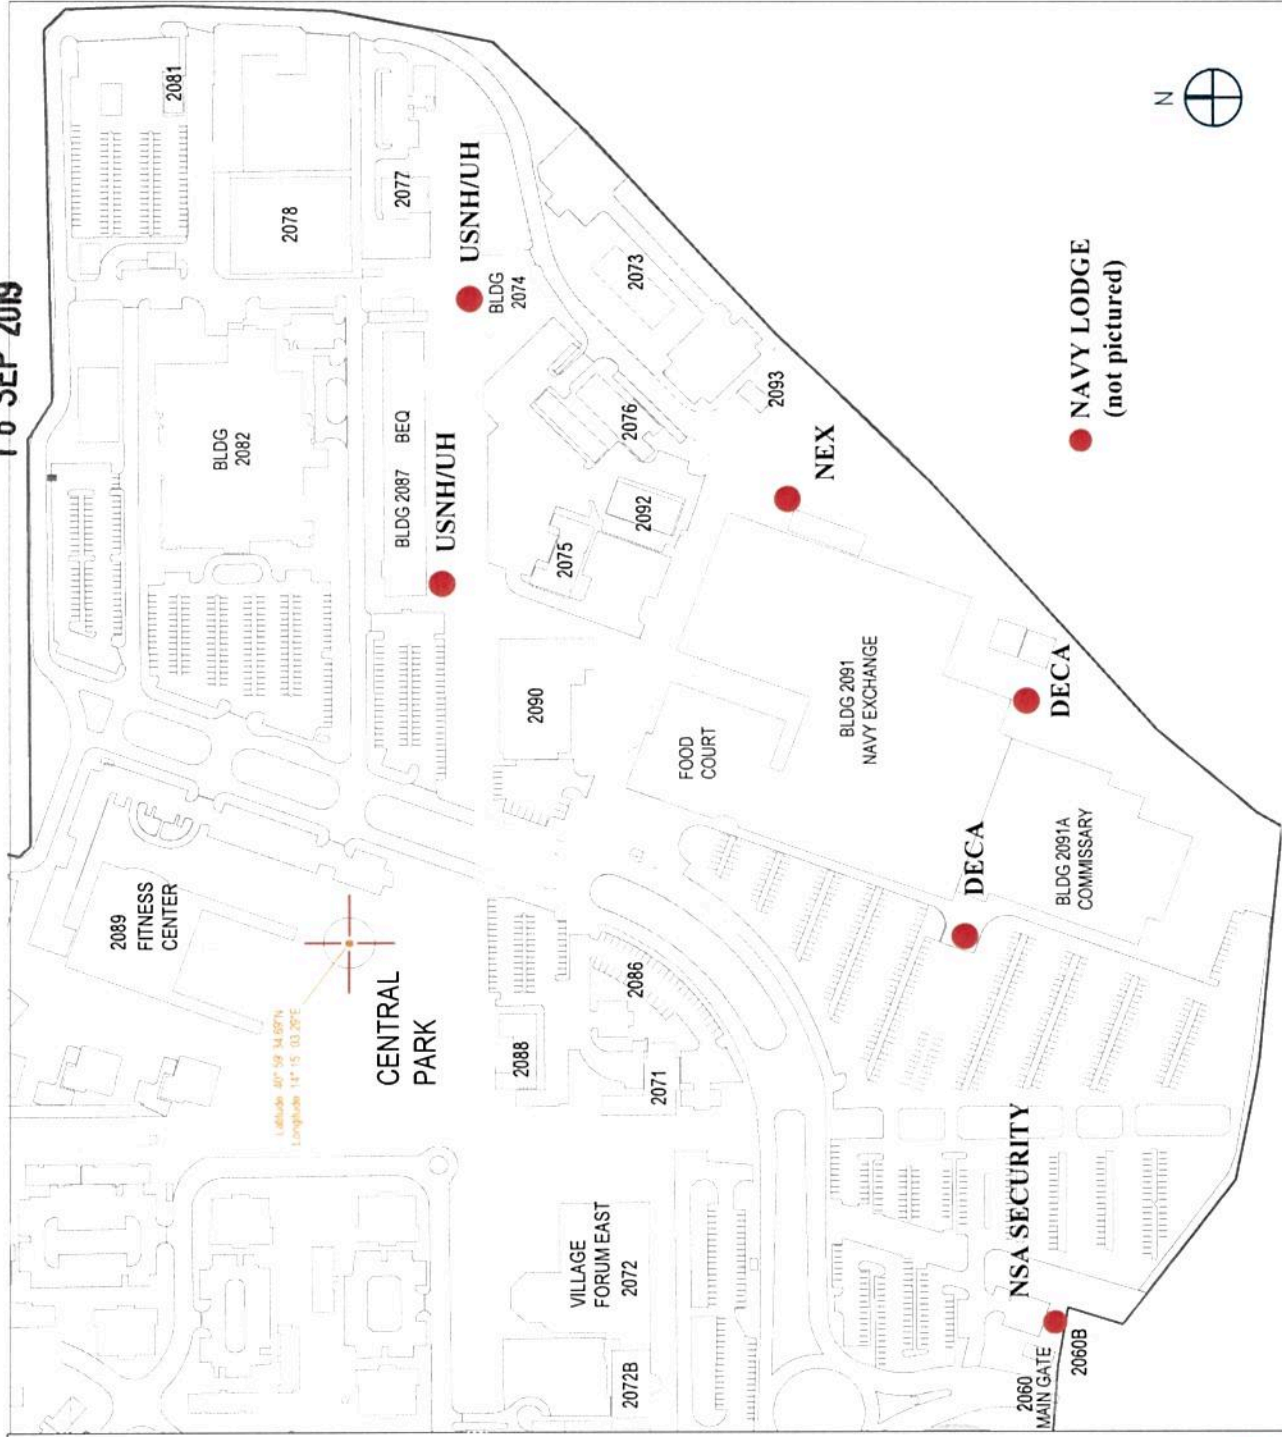 SEP 2019
2081
2078
2077
USNH/UH
BLDG
2074
2073
BLDG
2082
BLDG 2087 BEQ
USNH/UH
2076
2093
2092
2075
NEX
NAVY LODGE
(not pictured)
N
2090
FOOD
COURT
BLDG 2091
NAVY EXCHANGE
DECA
2089
FITNESS
CENTER
DECA
BLDG 2091A
COMMISSARY
CENTRAL
PARK
2088
2086
2071
NSA SECURITY
VILLAGE
FORUM EAST
2072
2072B
2060
MAIN GATE
2060B